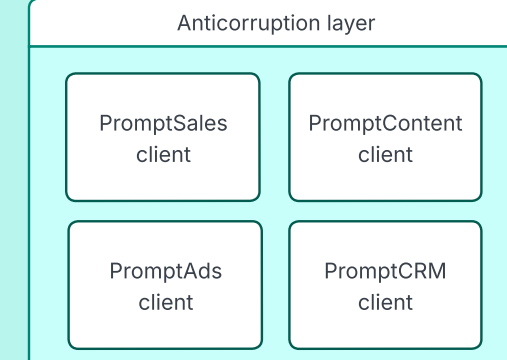 Anticorruption layer
PromptSales
client
PromptContent
client
PromptAds
client
PromptCRM
client